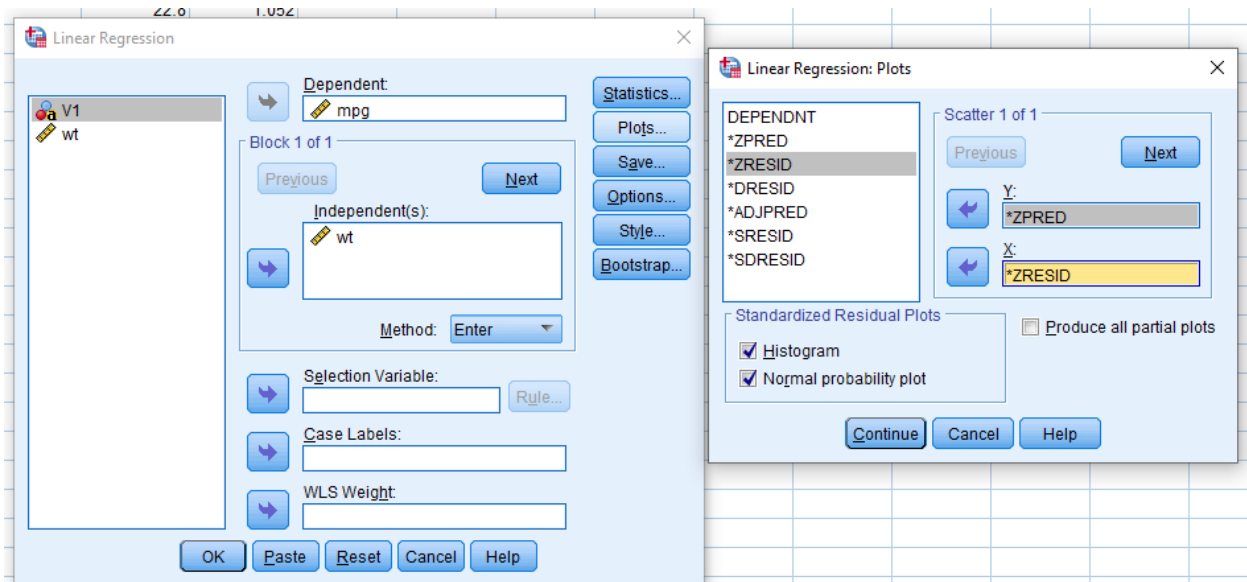 22.8 1.052
Linear Regression
V1
wt
Dependent:
mpg
Block 1 of 1
Previous
Next
Independent(s):
wt
Method: Enter
Selection Variable:
Rule...
Case Labels:
WLS Weight:
Statistics...
Plots...
Save...
Options...
Style...
Bootstrap...
OK Paste Reset Cancel Help
Linear Regression: Plots
DEPENDNT
*ZPRED
*ZRESID
*DRESID
*ADJPRED
*SRESID
*SDRESID
Scatter 1 of 1
Previous
Next
Y:
*ZPRED
X:
*ZRESID
Standardized Residual Plots
Histogram
Normal probability plot
Produce all partial plots
Continue Cancel Help